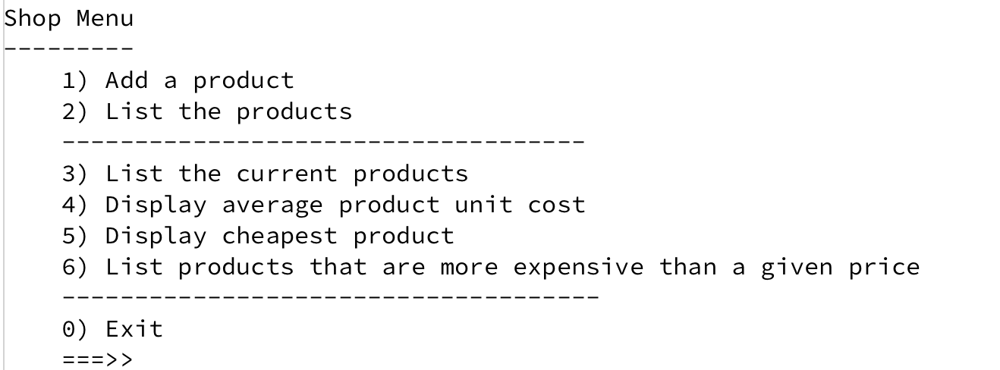 Shop Menu
---------
    1) Add a product
    2) List the products
    ------------------------------------
    3) List the current products
    4) Display average product unit cost
    5) Display cheapest product
    6) List products that are more expensive than a given price
    -------------------------------------
    0) Exit
    ===>>